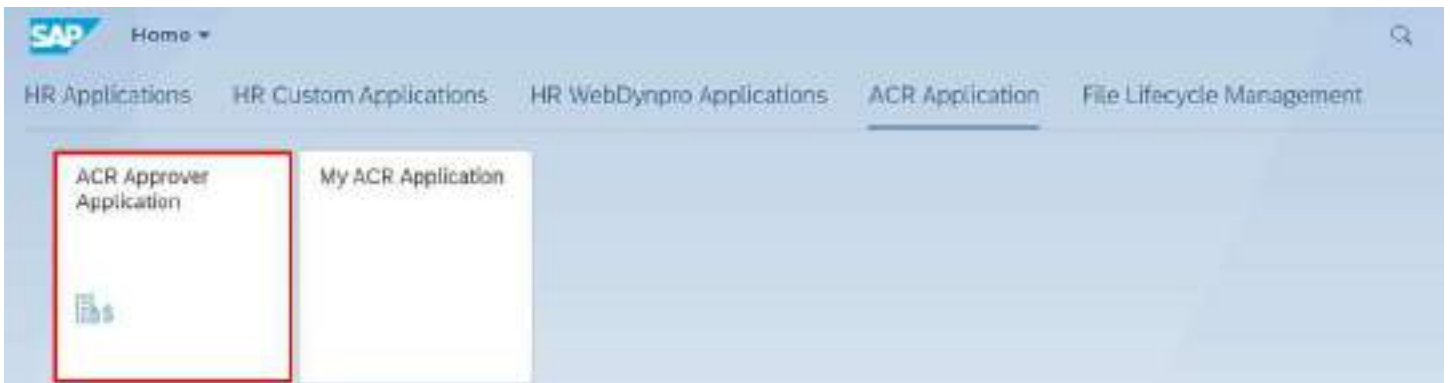 SAP Home
HR Applications HR Custom Applications HR WebDynpro Applications ACR Application File Lifecycle Management
ACR Approver
Application
My ACR Application